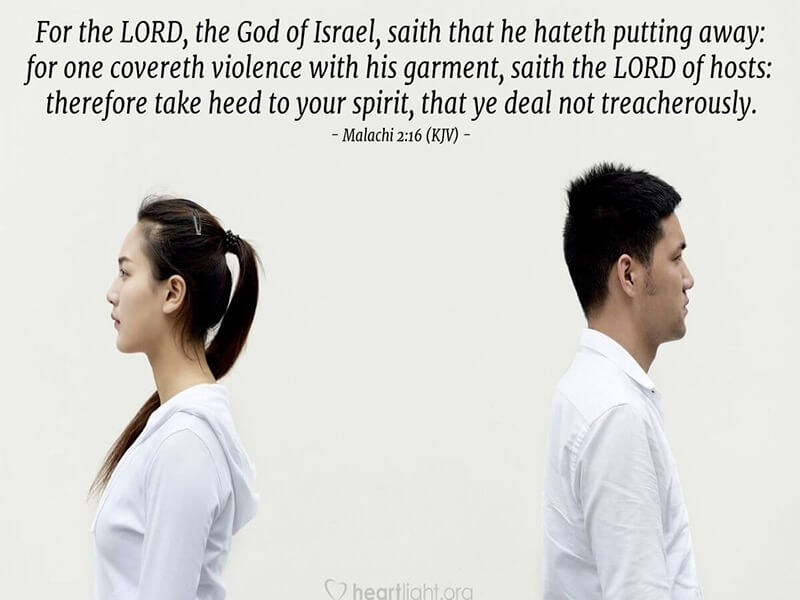 For the LORD, the God of Israel, saith that he hateth putting away:
for one covereth violence with his garment, saith the LORD of hosts:
therefore take heed to your spirit, that ye deal not treacherously.
- Malachi 2:16 (KJV) -
heartlight.org